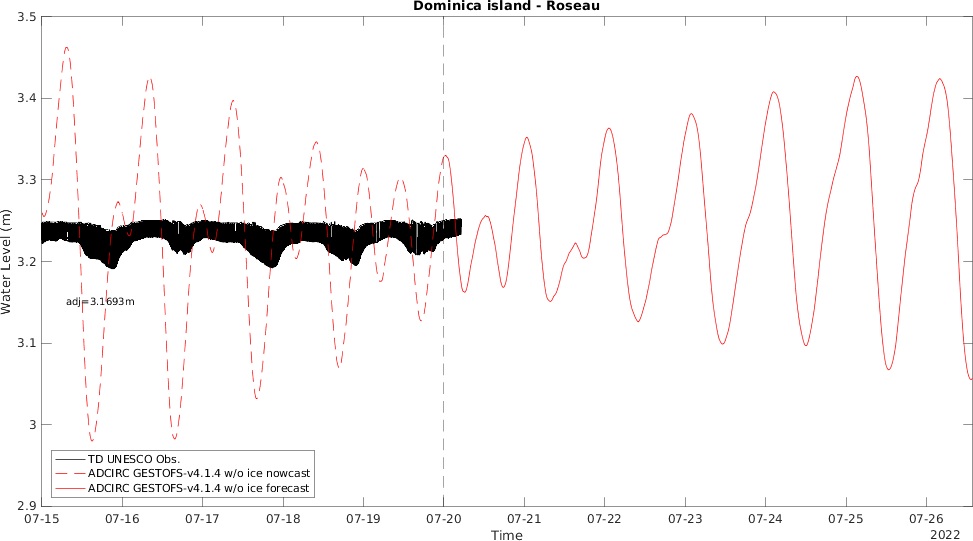 Dominica island - Roseau
3.5
3.4
3.3
3.2
3.1
3
2.9
Water Level (m)
adj=3.1693m
TD UNESCO Obs.
ADCIRC GESTOFS-v4.1.4 w/o ice nowcast
ADCIRC GESTOFS-v4.1.4 w/o ice forecast
07-15 07-16 07-17 07-18 07-19 07-20 07-21 07-22 07-23 07-24 07-25 07-26
Time
2022